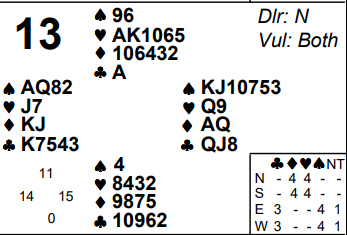 13
♠ 96
♥ AK1065
♦ 106432
♣ A
Dlr: N
Vul: Both
♠ AQ82
♥ J7
♦ KJ
♣ K7543
♠ KJ10753
♥ Q9
♦ AQ
♣ QJ8
♠ 4
♥ 8432
♦ 9875
♣ 10962
11
14 15
0
♣ ♦ ♥ ♠ NT
N - 4 4 - -
S - 4 4 - -
E 3 - - 4 1
W 3 - - 4 1